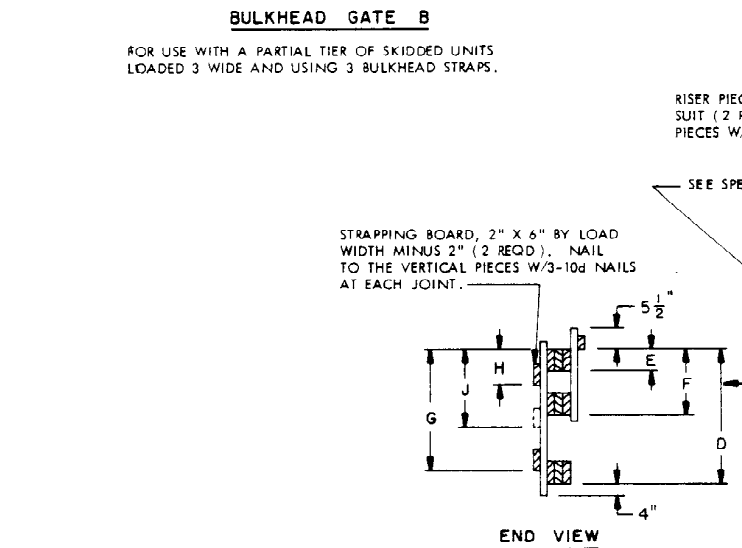 BULKHEAD GATE B
FOR USE WITH A PARTIAL TIER OF SKIDDED UNITS
LOADED 3 WIDE AND USING 3 BULKHEAD STRAPS.
RISER PIE
SUIT ( 2
PIECES W/
SEE SPE
STRAPPING BOARD, 2" X 6" BY LOAD
WIDTH MINUS 2" ( 2 REQD ). NAIL
TO THE VERTICAL PIECES W/3-10d NAILS
AT EACH JOINT.
5 1/2"
H
E
J
F
G
D
4"
END VIEW